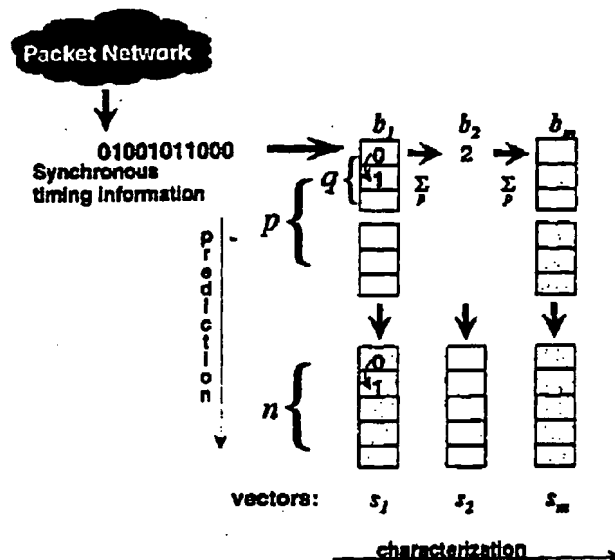 Packet Network
01001011000
Synchronous
timing information
b1 b2 bm
0 2
1
q
p
Σ p
Σ p
prediction
0
1
n
vectors: s1 s2 sm
characterization